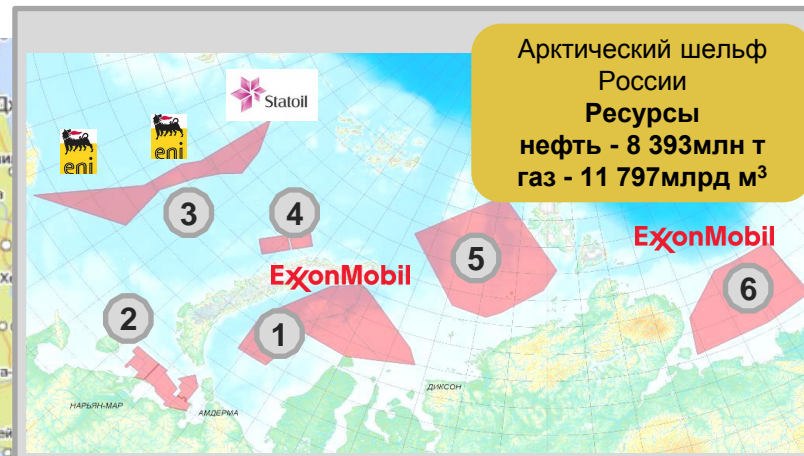 Арктический шельф
России
Ресурсы
нефть - 8 393млн т
газ - 11 797млрд м³
Statoil
eni
eni
3
4
ExxonMobil
5
ExxonMobil
6
2
1
НАРЬЯН-МАР
АМДЕРМА
ДИКСОН